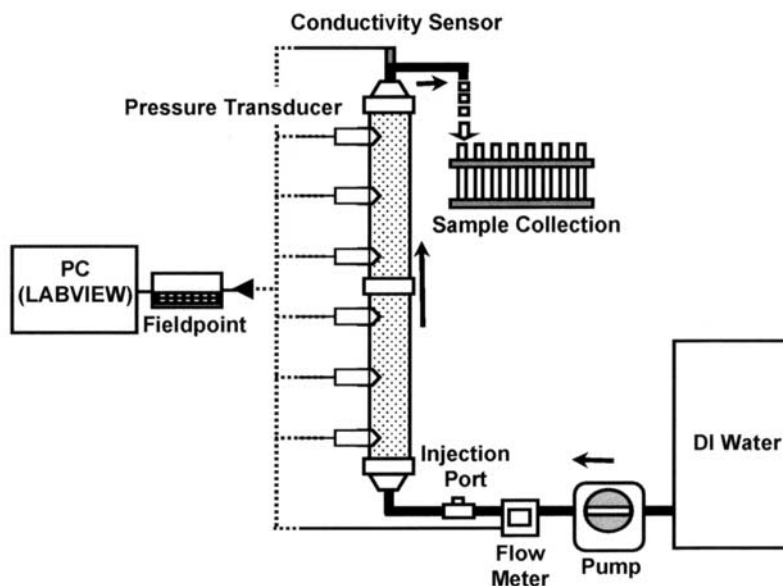 Conductivity Sensor
Pressure Transducer
Sample Collection
PC
(LABVIEW)
Fieldpoint
Injection
Port
DI Water
Flow
Meter
Pump